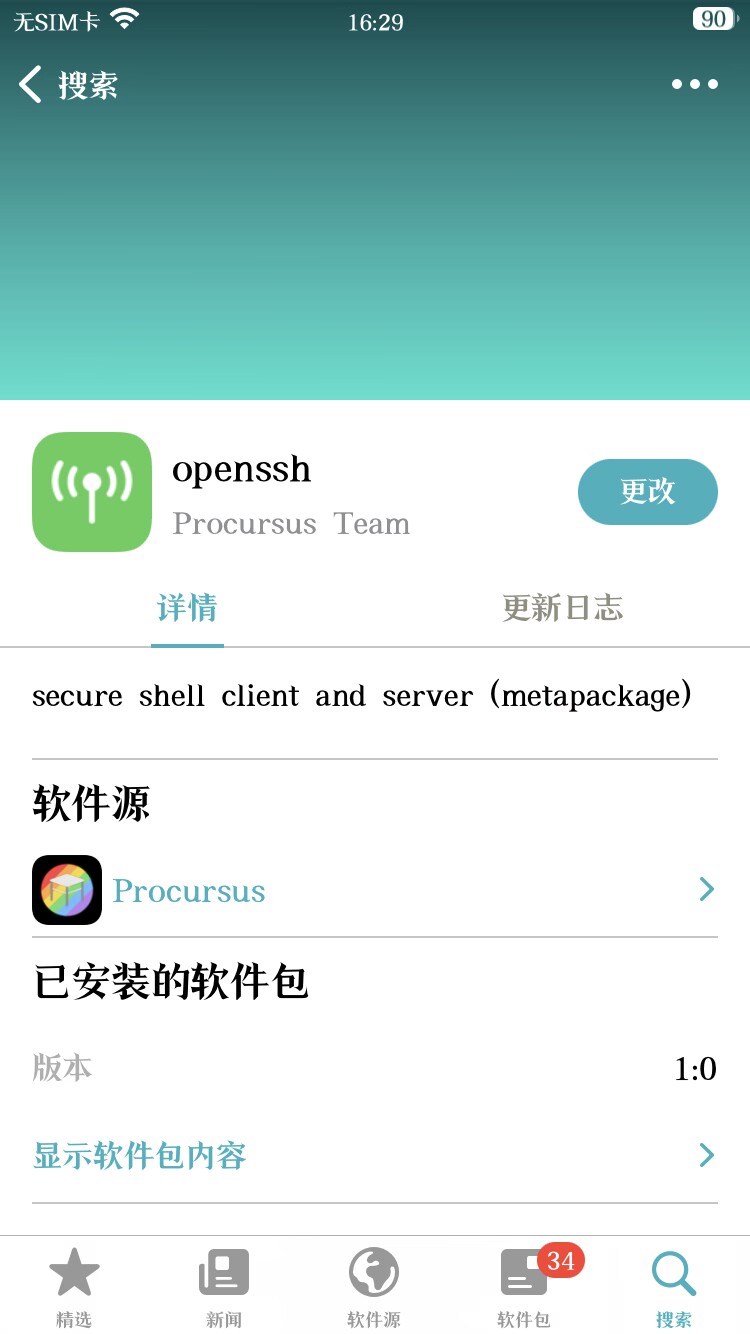 无SIM卡 16:29 90
搜索
openssh
更改
Procursus Team
详情 更新日志
secure shell client and server (metapackage)
软件源
Procursus
已安装的软件包
版本 1:0
显示软件包内容
34
精选 新闻 软件源 软件包 搜索